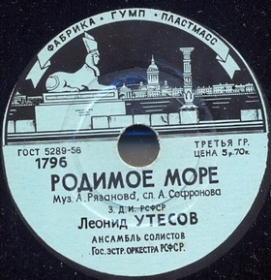 ФАБРИКА • ГУМП • ПЛАСТМАСС
ГОСТ 5289-56
1796
ТРЕТЬЯ ГР.
ЦЕНА 5р.70к.
РОДИМОЕ МОРЕ
Муз. А. Рязанова, сл. А. Софронова
З. Д. И. РСФСР
Леонид УТЕСОВ
АНСАМБЛЬ СОЛИСТОВ
Гос. эстр. оркестра РСФСР.